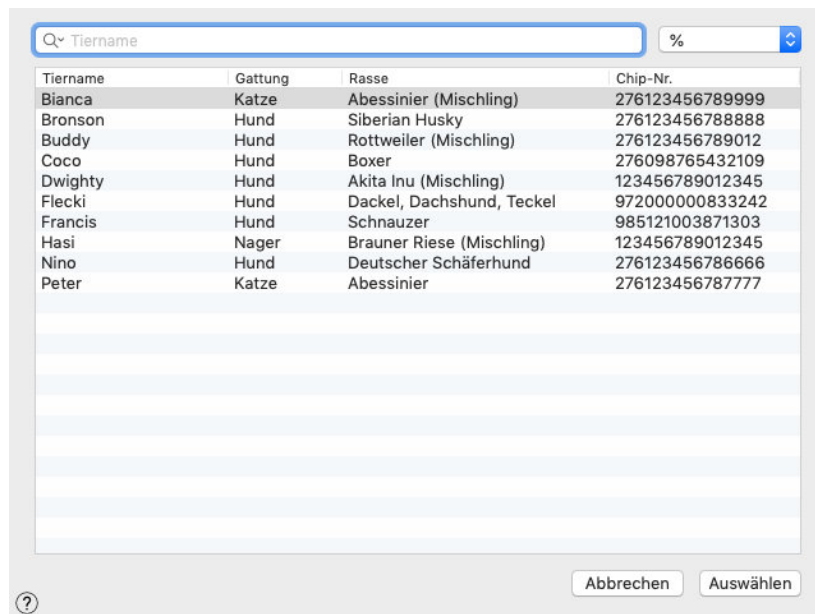 Tiername %
Tiername Gattung Rasse Chip-Nr.
Bianca Katze Abessinier (Mischling) 276123456789999
Bronson Hund Siberian Husky 276123456788888
Buddy Hund Rottweiler (Mischling) 276123456789012
Coco Hund Boxer 276098765432109
Dwighty Hund Akita Inu (Mischling) 123456789012345
Flecki Hund Dackel, Dachshund, Teckel 972000000833242
Francis Hund Schnauzer 985121003871303
Hasi Nager Brauner Riese (Mischling) 123456789012345
Nino Hund Deutscher Schäferhund 276123456786666
Peter Katze Abessinier 276123456787777
Abbrechen Auswählen
?